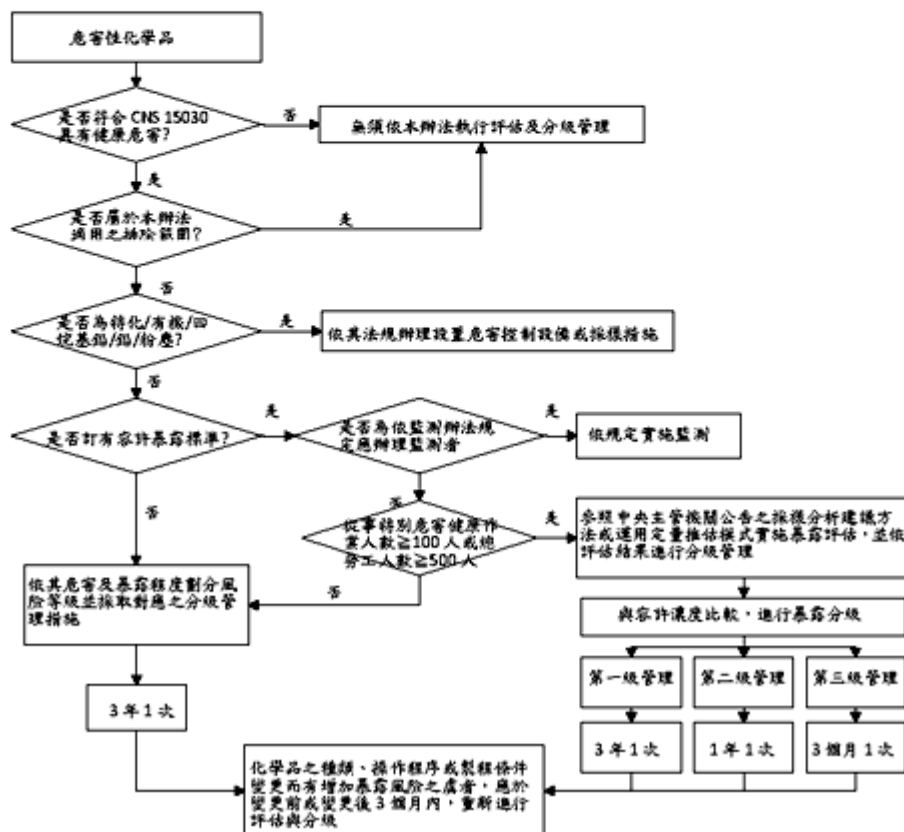 危害性化學品
是否符合 CNS 15030
具有健康危害?
否
無須依本辦法執行評估及分級管理
是
是否屬於本辦法
適用之排除範圍?
是
否
是否為特化/有機/四
烷基鉛/鉛/粉塵?
是
依其法規辦理設置危害控制設備或採樣措施
否
是否訂有容許暴露標準?
是
是否為依監測辦法規
定應辦理監測者
是
依規定實施監測
否
否
從事特別危害健康作
業人數≧100 人或總
勞工人數≧500 人
是
參照中央主管機關公告之採樣分析建議方
法或運用定量推估模式實施暴露評估，並依
評估結果進行分級管理
否
依其危害及暴露程度劃分風
險等級並採取對應之分級管
理措施
與容許濃度比較，進行暴露分級
第一級管理
第二級管理
第三級管理
3 年 1 次
3 年 1 次
1 年 1 次
3 個月 1 次
化學品之種類、操作程序或製程條件
變更而有增加暴露風險之虞者，應於
變更前或變更後 3 個月內，重新進行
評估與分級